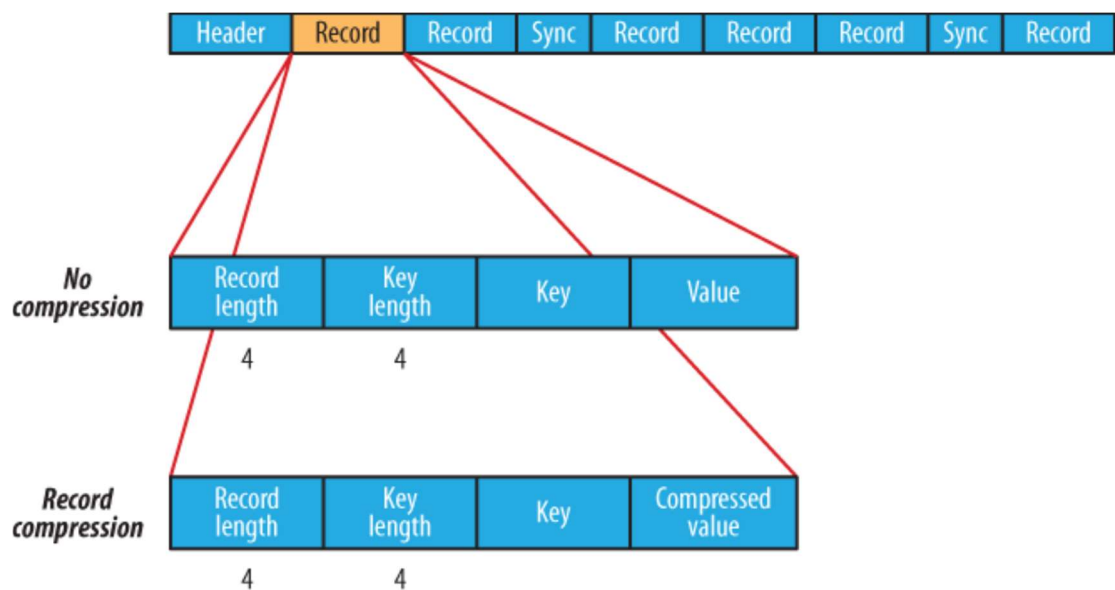 Header Record Record Sync Record Record Record Sync Record
No
compression
Record
length
Key
length
Key
Value
4 4
Record
compression
Record
length
Key
length
Key
Compressed
value
4 4